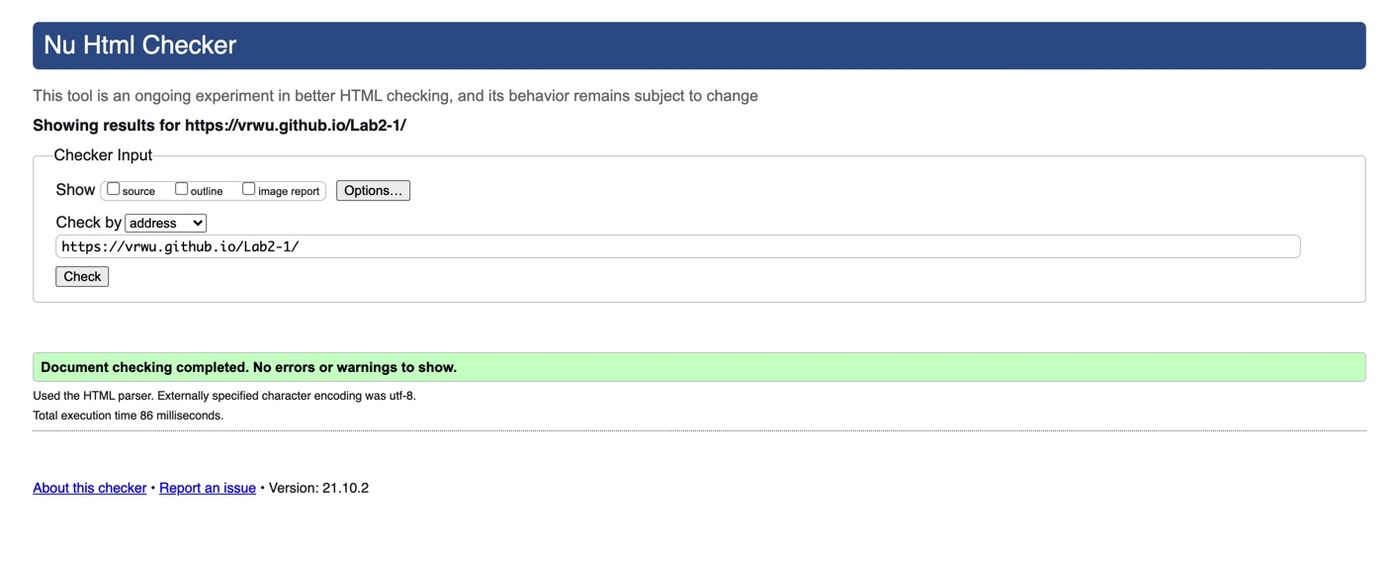 Nu Html Checker
This tool is an ongoing experiment in better HTML checking, and its behavior remains subject to change
Showing results for https://vrwu.github.io/Lab2-1/
Checker Input
Show source outline image report Options...
Check by address
https://vrwu.github.io/Lab2-1/
Check
Document checking completed. No errors or warnings to show.
Used the HTML parser. Externally specified character encoding was utf-8.
Total execution time 86 milliseconds.
About this checker • Report an issue • Version: 21.10.2